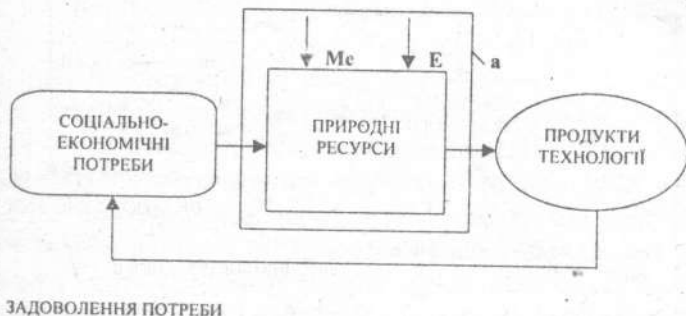 Me E a
СОЦІАЛЬНО-
ЕКОНОМІЧНІ
ПОТРЕБИ
ПРИРОДНІ
РЕСУРСИ
ПРОДУКТИ
ТЕХНОЛОГІЇ
ЗАДОВОЛЕННЯ ПОТРЕБИ